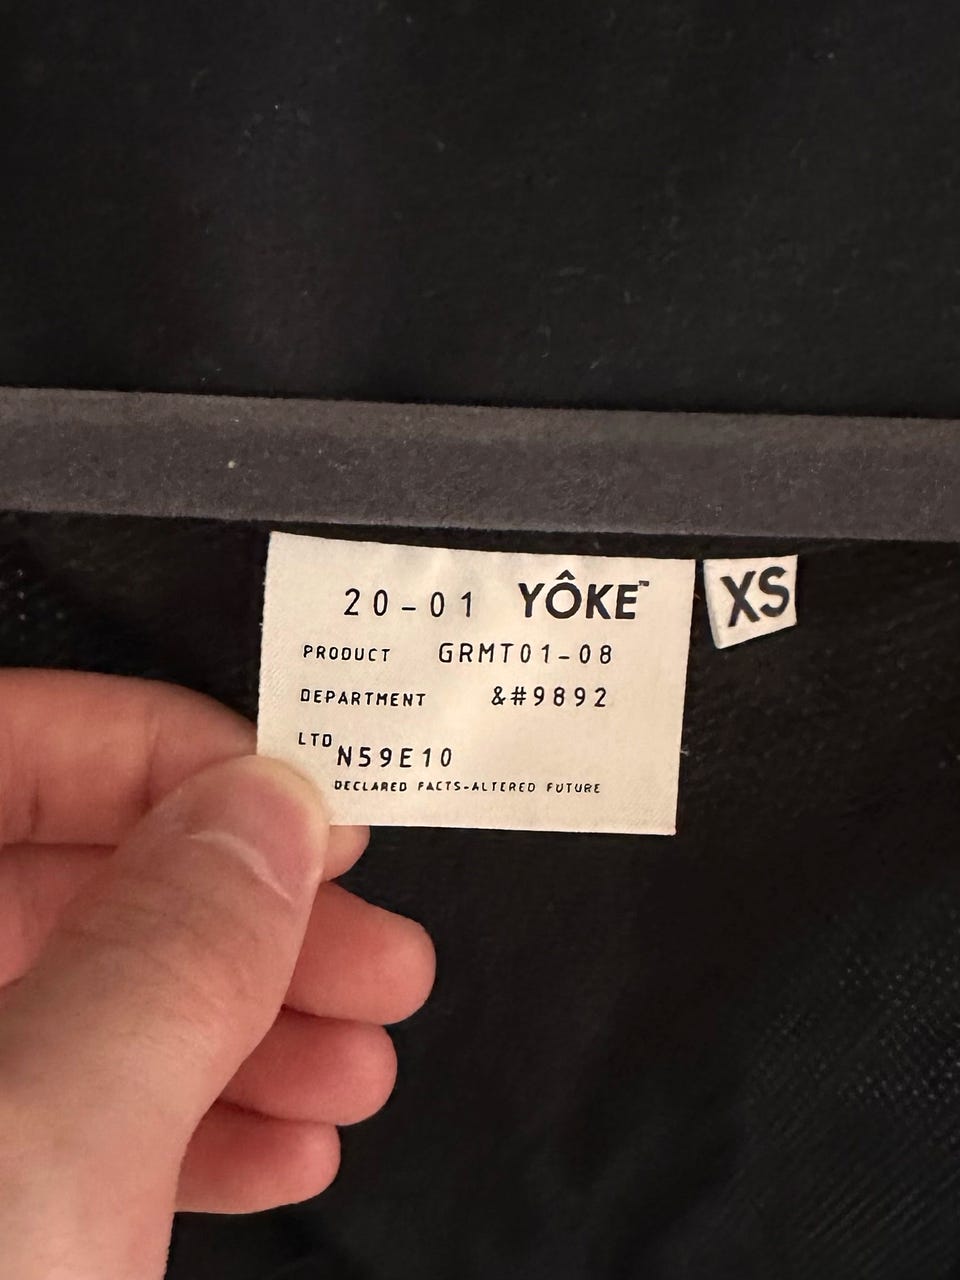 20-01 YÔKE™
XS
PRODUCT GRMT01-08
DEPARTMENT &#9892
LTD N59E10
DECLARED FACTS-ALTERED FUTURE